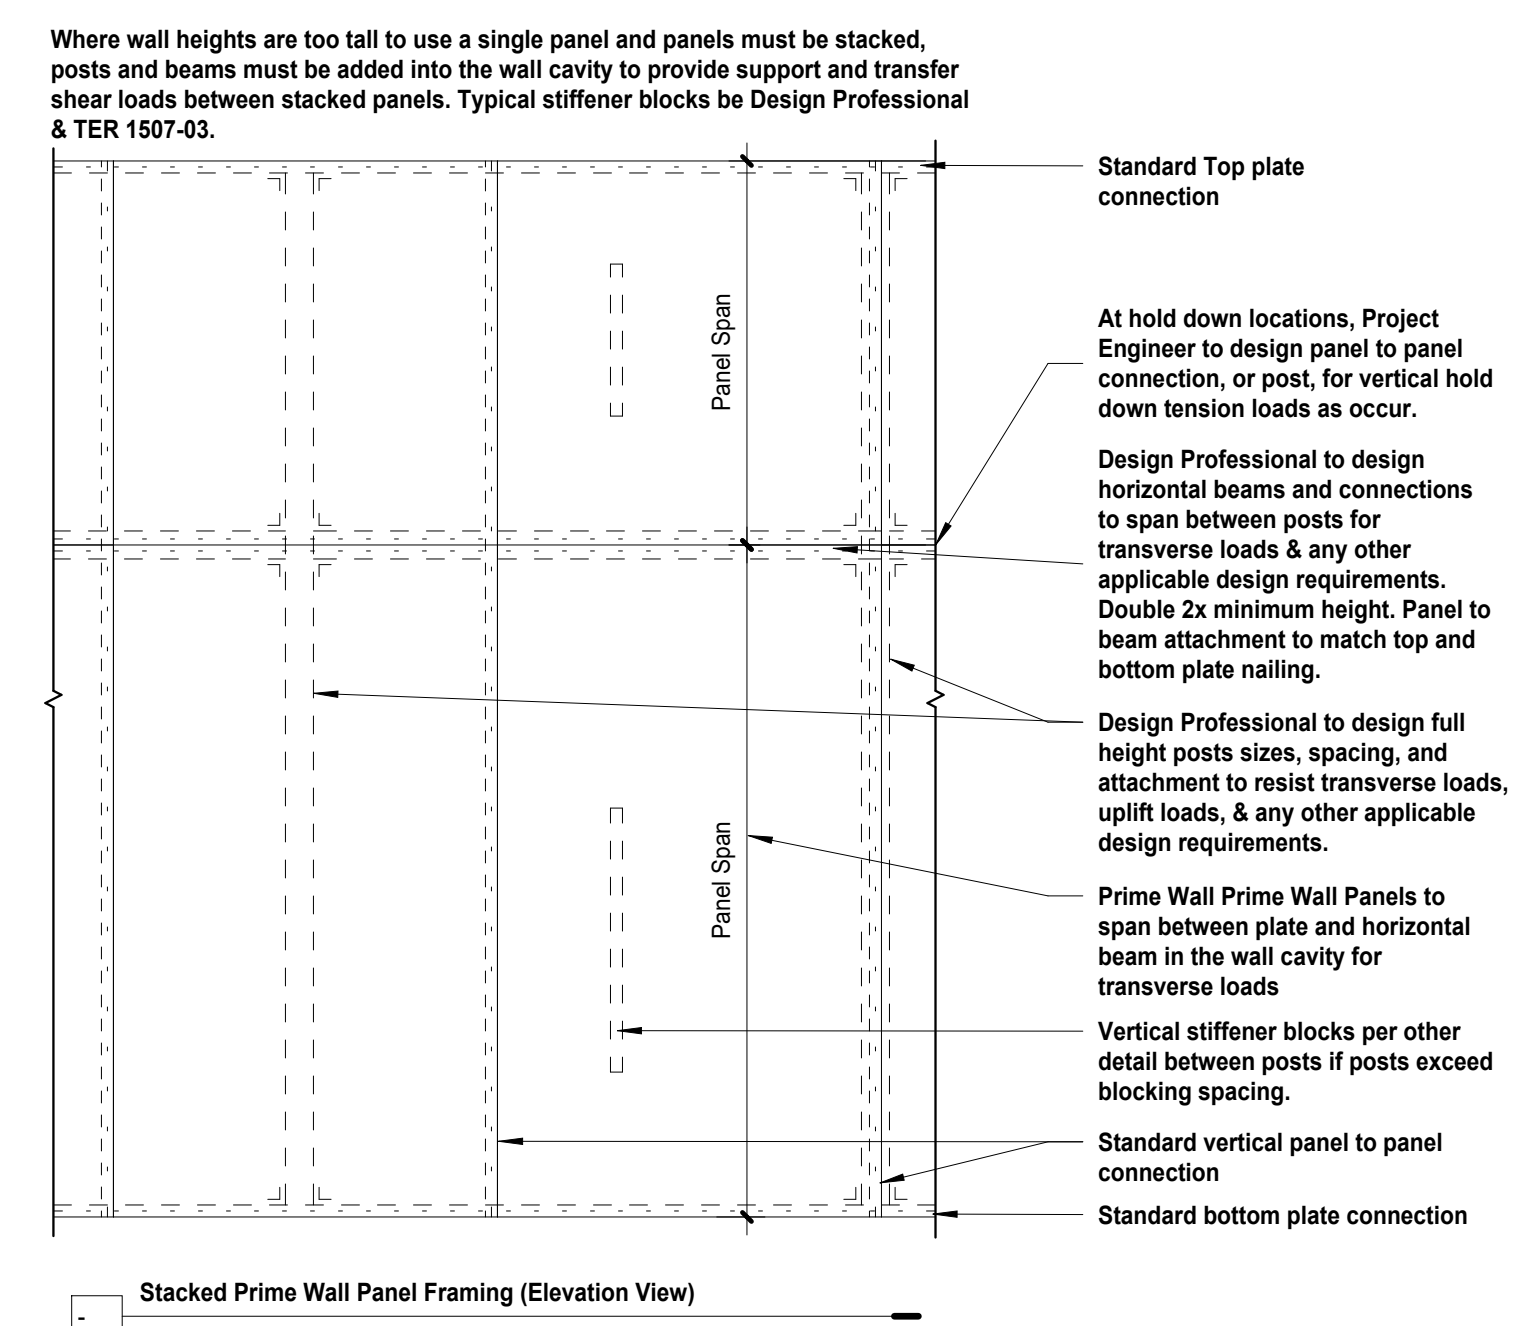 Where wall heights are too tall to use a single panel and panels must be stacked,
posts and beams must be added into the wall cavity to provide support and transfer
shear loads between stacked panels. Typical stiffener blocks be Design Professional
& TER 1507-03.
Standard Top plate
connection
At hold down locations, Project
Engineer to design panel to panel
connection, or post, for vertical hold
down tension loads as occur.
Design Professional to design
horizontal beams and connections
to span between posts for
transverse loads & any other
applicable design requirements.
Double 2x minimum height. Panel to
beam attachment to match top and
bottom plate nailing.
Design Professional to design full
height posts sizes, spacing, and
attachment to resist transverse loads,
uplift loads, & any other applicable
design requirements.
Prime Wall Prime Wall Panels to
span between plate and horizontal
beam in the wall cavity for
transverse loads
Vertical stiffener blocks per other
detail between posts if posts exceed
blocking spacing.
Standard vertical panel to panel
connection
Standard bottom plate connection
Panel Span
Panel Span
Stacked Prime Wall Panel Framing (Elevation View)
-